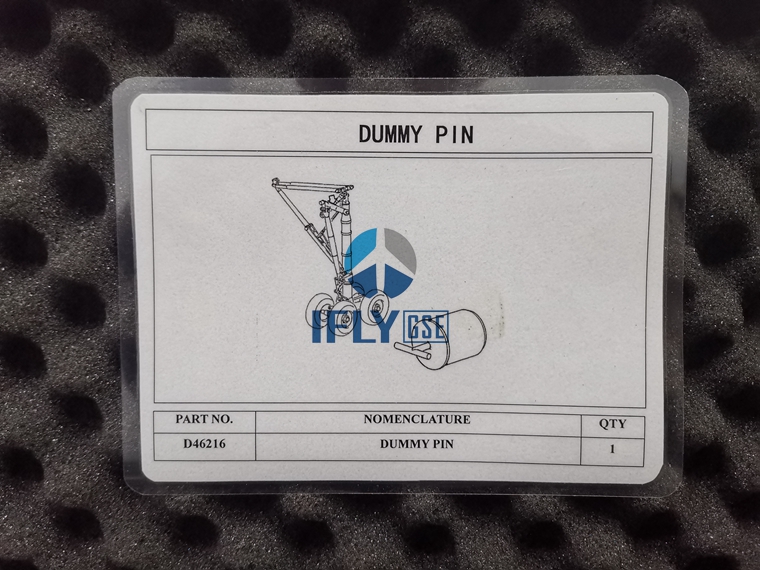 DUMMY PIN
IFLY GSE
PART NO. NOMENCLATURE QTY
D46216 DUMMY PIN 1